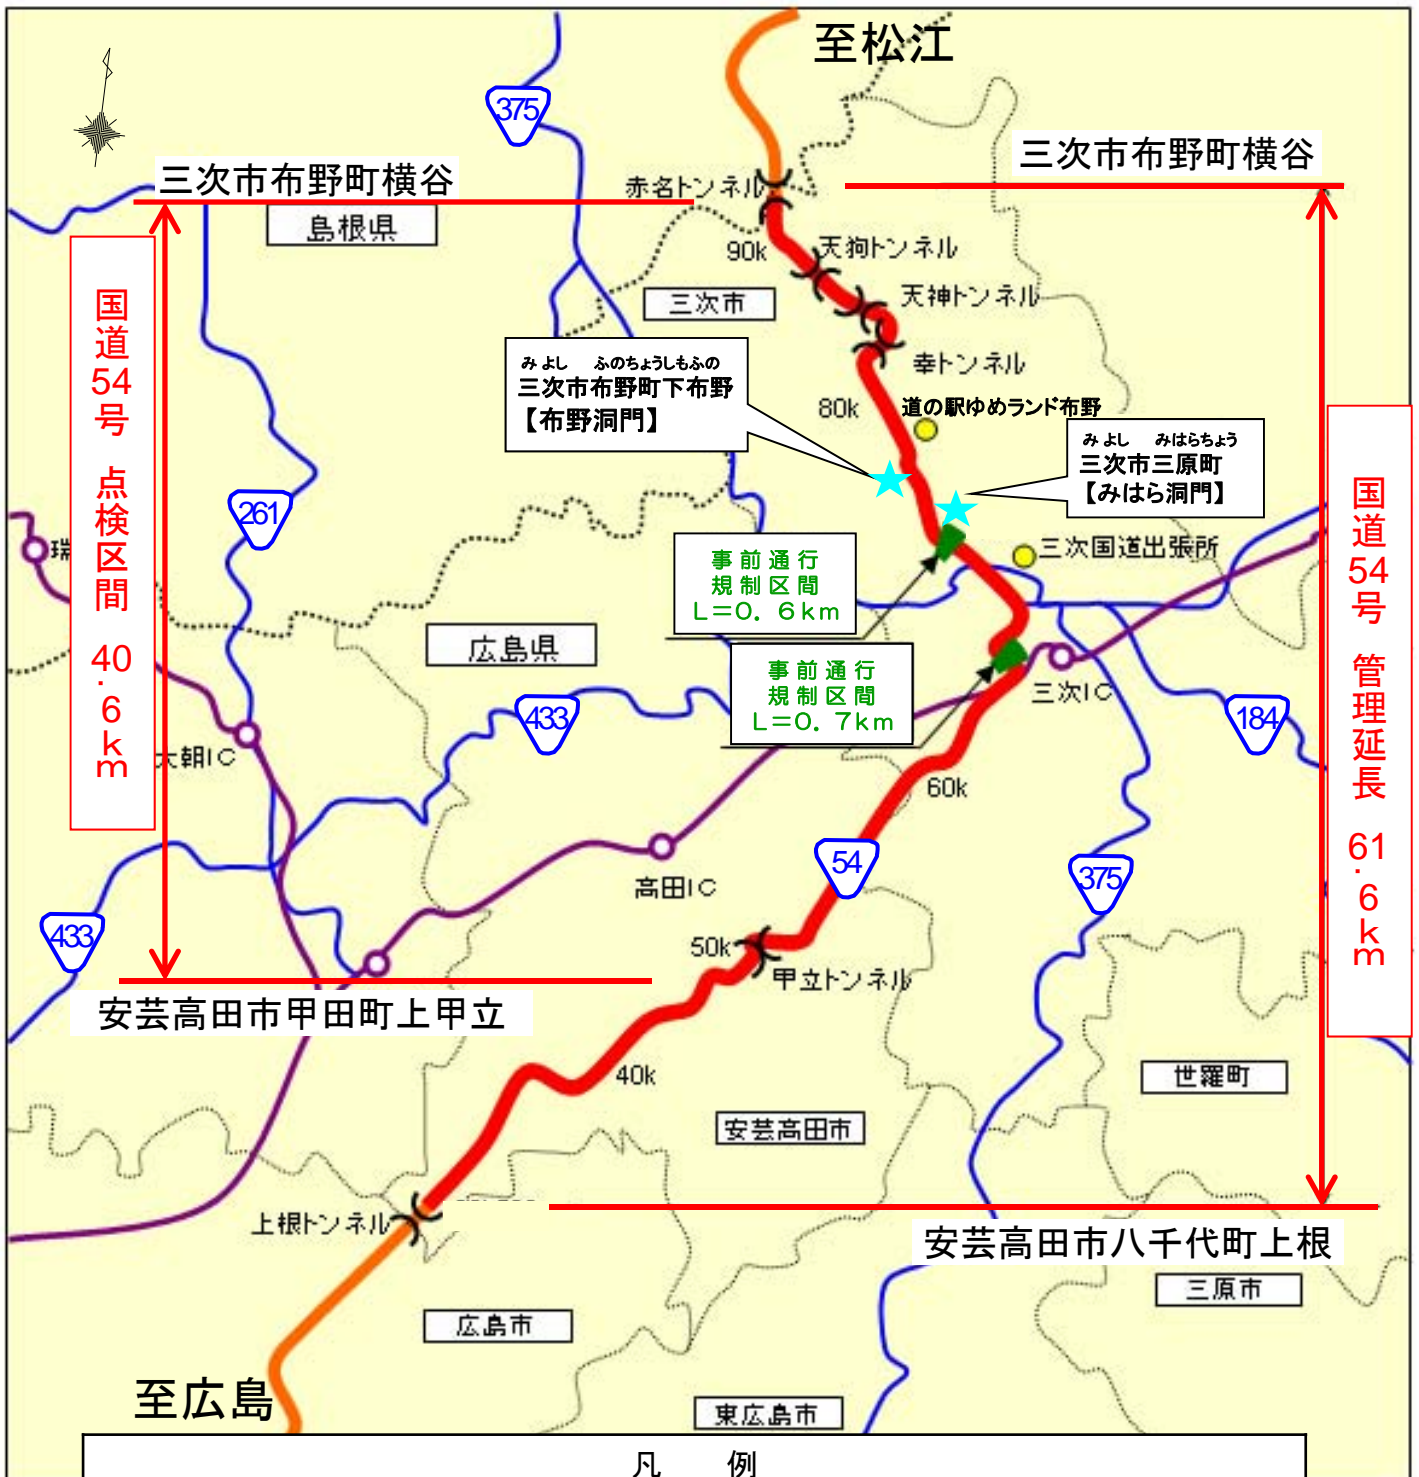 至松江
375
三次市布野町横谷
三次市布野町横谷
赤名トンネル
島根県
90k
天狗トンネル
天神トンネル
三次市
幸トンネル
みよし ふのちょうしもふの
三次市布野町下布野
【布野洞門】
80k
道の駅ゆめランド布野
みよし みはらちょう
三次市三原町
【みはら洞門】
国道54号 点検区間 40.6km
国道54号 管理延長 61.6km
261
瑞
事前通行
規制区間
L=0.6km
三次国道出張所
広島県
事前通行
規制区間
L=0.7km
三次IC
433
184
大朝IC
60k
54
375
高田IC
433
50k
甲立トンネル
安芸高田市甲田町上甲立
40k
世羅町
安芸高田市
上根トンネル
安芸高田市八千代町上根
三原市
広島市
至広島
東広島市
凡 例